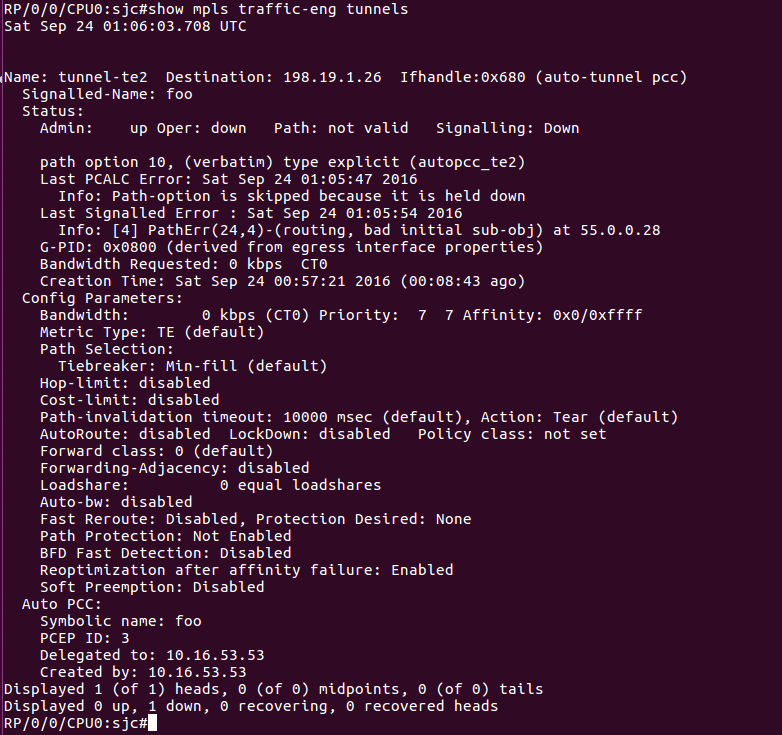 RP/0/0/CPU0:sjc#show mpls traffic-eng tunnels
Sat Sep 24 01:06:03.708 UTC
Name: tunnel-te2  Destination: 198.19.1.26  Ifhandle:0x680 (auto-tunnel pcc)
  Signalled-Name: foo
  Status:
    Admin:    up Oper: down   Path: not valid   Signalling: Down
    path option 10, (verbatim) type explicit (autopcc_te2)
    Last PCALC Error: Sat Sep 24 01:05:47 2016
      Info: Path-option is skipped because it is held down
    Last Signalled Error : Sat Sep 24 01:05:54 2016
      Info: [4] PathErr(24,4)-(routing, bad initial sub-obj) at 55.0.0.28
    G-PID: 0x0800 (derived from egress interface properties)
    Bandwidth Requested: 0 kbps  CT0
    Creation Time: Sat Sep 24 00:57:21 2016 (00:08:43 ago)
  Config Parameters:
    Bandwidth:        0 kbps (CT0) Priority:  7  7 Affinity: 0x0/0xffff
    Metric Type: TE (default)
    Path Selection:
      Tiebreaker: Min-fill (default)
    Hop-limit: disabled
    Cost-limit: disabled
    Path-invalidation timeout: 10000 msec (default), Action: Tear (default)
    AutoRoute: disabled  LockDown: disabled   Policy class: not set
    Forward class: 0 (default)
    Forwarding-Adjacency: disabled
    Loadshare:          0 equal loadshares
    Auto-bw: disabled
    Fast Reroute: Disabled, Protection Desired: None
    Path Protection: Not Enabled
    BFD Fast Detection: Disabled
    Reoptimization after affinity failure: Enabled
    Soft Preemption: Disabled
  Auto PCC:
    Symbolic name: foo
    PCEP ID: 3
    Delegated to: 10.16.53.53
    Created by: 10.16.53.53
Displayed 1 (of 1) heads, 0 (of 0) midpoints, 0 (of 0) tails
Displayed 0 up, 1 down, 0 recovering, 0 recovered heads
RP/0/0/CPU0:sjc#